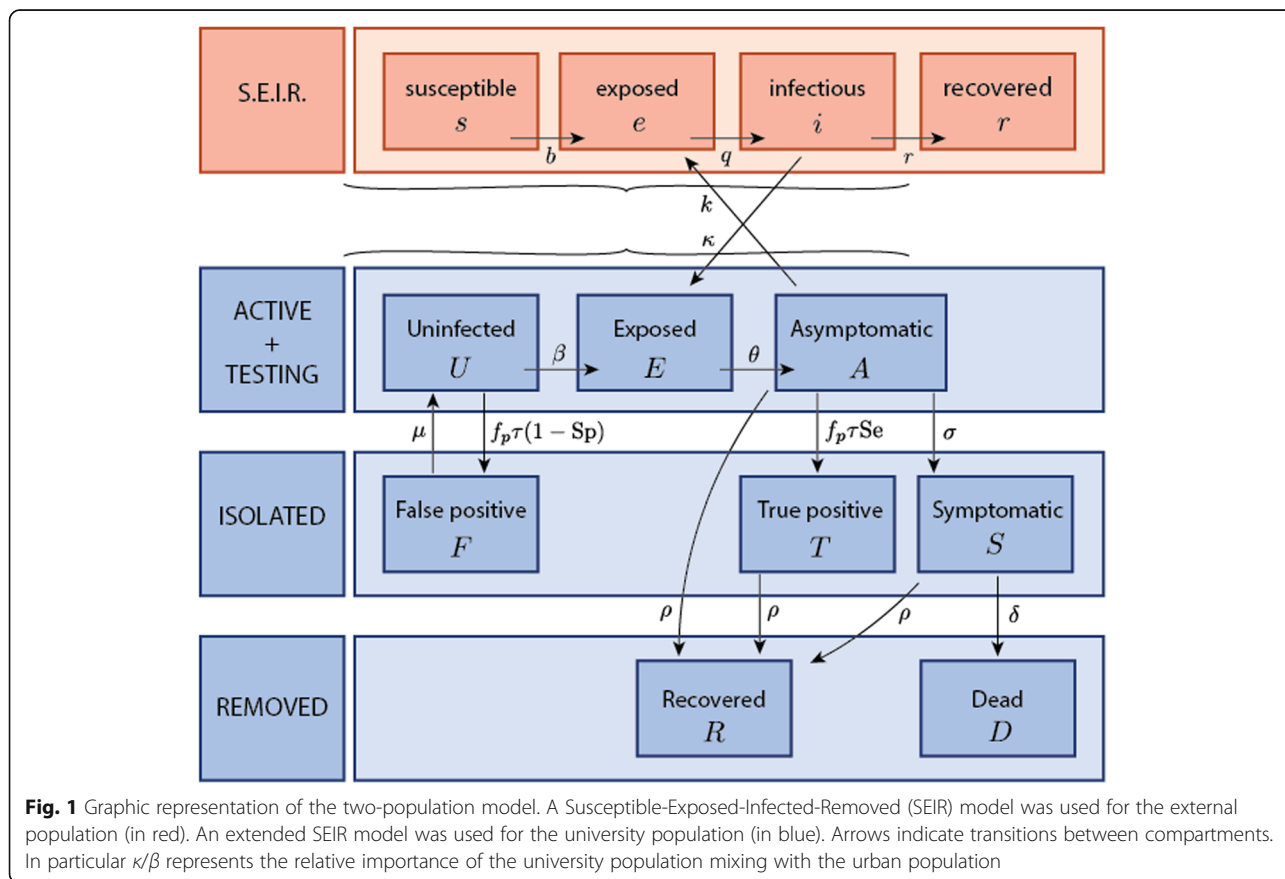 S.E.I.R.
susceptible
exposed
infectious
recovered
s
e
i
r
b
q
r
k
κ
ACTIVE
+
TESTING
Uninfected
Exposed
Asymptomatic
U
β
E
θ
A
μ
f_pτ(1 − Sp)
f_pτSe
σ
ISOLATED
False positive
True positive
Symptomatic
F
T
S
ρ
ρ
ρ
δ
REMOVED
Recovered
Dead
R
D
Fig. 1 Graphic representation of the two-population model. A Susceptible-Exposed-Infected-Removed (SEIR) model was used for the external
population (in red). An extended SEIR model was used for the university population (in blue). Arrows indicate transitions between compartments.
In particular κ/β represents the relative importance of the university population mixing with the urban population